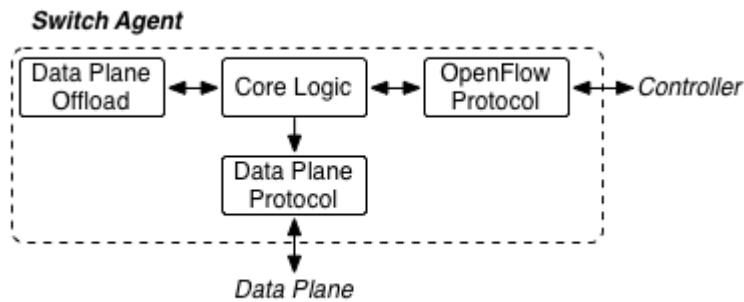 Switch Agent
Data Plane
Offload
Core Logic
OpenFlow
Protocol
Controller
Data Plane
Protocol
Data Plane